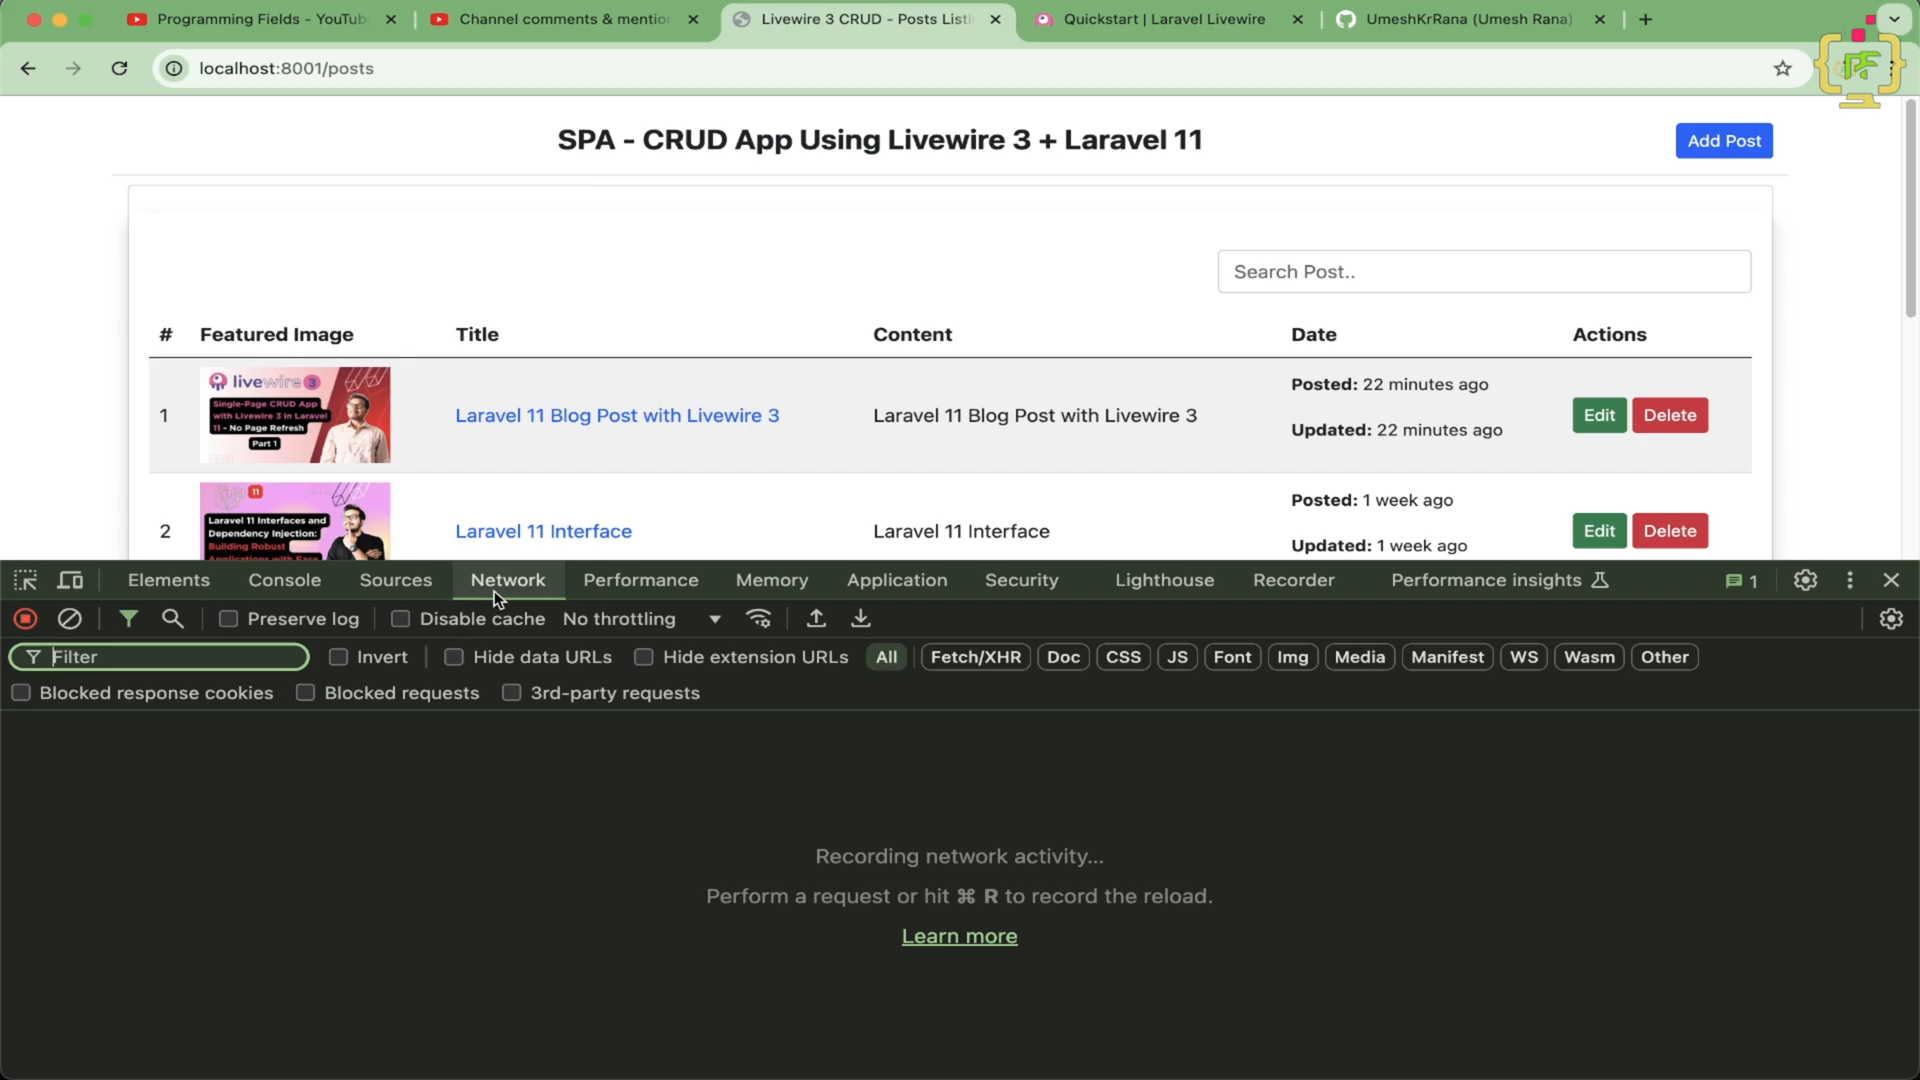 Programming Fields - YouTub
Channel comments & mention
Livewire 3 CRUD - Posts Listi
Quickstart | Laravel Livewire
UmeshKrRana (Umesh Rana)
localhost:8001/posts
SPA - CRUD App Using Livewire 3 + Laravel 11
Add Post
Search Post..
# Featured Image Title Content Date Actions
livewire 3
Single-Page CRUD App
with Livewire 3 in Laravel
11 - No Page Refresh
Part 1
1 Laravel 11 Blog Post with Livewire 3 Laravel 11 Blog Post with Livewire 3
Posted: 22 minutes ago
Updated: 22 minutes ago
Edit Delete
11
Laravel 11 Interfaces and
Dependency Injection:
Building Robust
Applications with Ease
2 Laravel 11 Interface Laravel 11 Interface
Posted: 1 week ago
Updated: 1 week ago
Edit Delete
Elements Console Sources Network Performance Memory Application Security Lighthouse Recorder Performance insights 1
Preserve log Disable cache No throttling
Filter Invert Hide data URLs Hide extension URLs All Fetch/XHR Doc CSS JS Font Img Media Manifest WS Wasm Other
Blocked response cookies Blocked requests 3rd-party requests
Recording network activity...
Perform a request or hit ⌘ R to record the reload.
Learn more